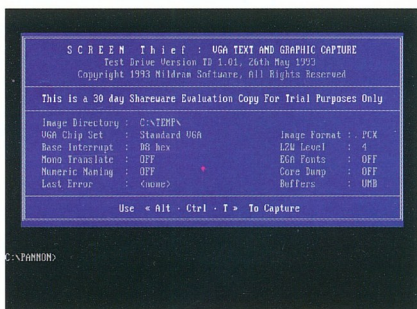 SCREEN Thief : VGA TEXT AND GRAPHIC CAPTURE
Test Drive Version TD 1.01, 26th May 1993
Copyright 1993 Nildram Software, All Rights Reserved
This is a 30 day Shareware Evaluation Copy For Trial Purposes Only
Image Directory : C:\TEMP\
VGA Chip Set : Standard VGA Image Format : PCX
Base Interrupt : D8 hex LZW Level : 4
Mono Translate : OFF EGA Fonts : OFF
Numeric Naming : OFF Core Dump : OFF
Last Error : <none> Buffers : UMB
Use « Alt - Ctrl - T » To Capture
C:\PANNON>